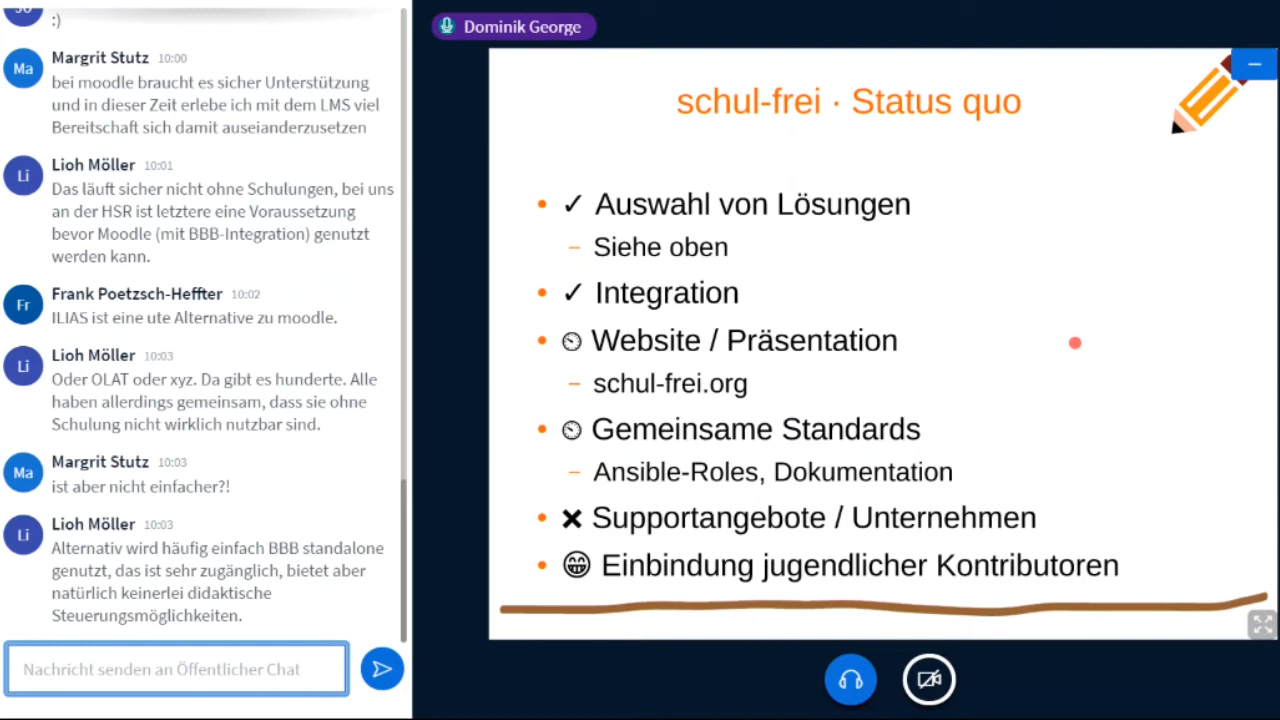 :)
Ma
Margrit Stutz 10:00
bei moodle braucht es sicher Unterstützung
und in dieser Zeit erlebe ich mit dem LMS viel
Bereitschaft sich damit auseianderzusetzen
Li
Lioh Möller 10:01
Das läuft sicher nicht ohne Schulungen, bei uns
an der HSR ist letztere eine Voraussetzung
bevor Moodle (mit BBB-Integration) genutzt
werden kann.
Fr
Frank Poetzsch-Heffter 10:02
ILIAS ist eine ute Alternative zu moodle.
Li
Lioh Möller 10:03
Oder OLAT oder xyz. Da gibt es hunderte. Alle
haben allerdings gemeinsam, dass sie ohne
Schulung nicht wirklich nutzbar sind.
Ma
Margrit Stutz 10:03
ist aber nicht einfacher?!
Li
Lioh Möller 10:03
Alternativ wird häufig einfach BBB standalone
genutzt, das ist sehr zugänglich, bietet aber
natürlich keinerlei didaktische
Steuerungsmöglichkeiten.
Nachricht senden an Öffentlicher Chat
Dominik George
schul-frei · Status quo
• ✓ Auswahl von Lösungen
– Siehe oben
• ✓ Integration
• ⏲ Website / Präsentation
– schul-frei.org
• ⏲ Gemeinsame Standards
– Ansible-Roles, Dokumentation
• ✖ Supportangebote / Unternehmen
• 😁 Einbindung jugendlicher Kontributoren